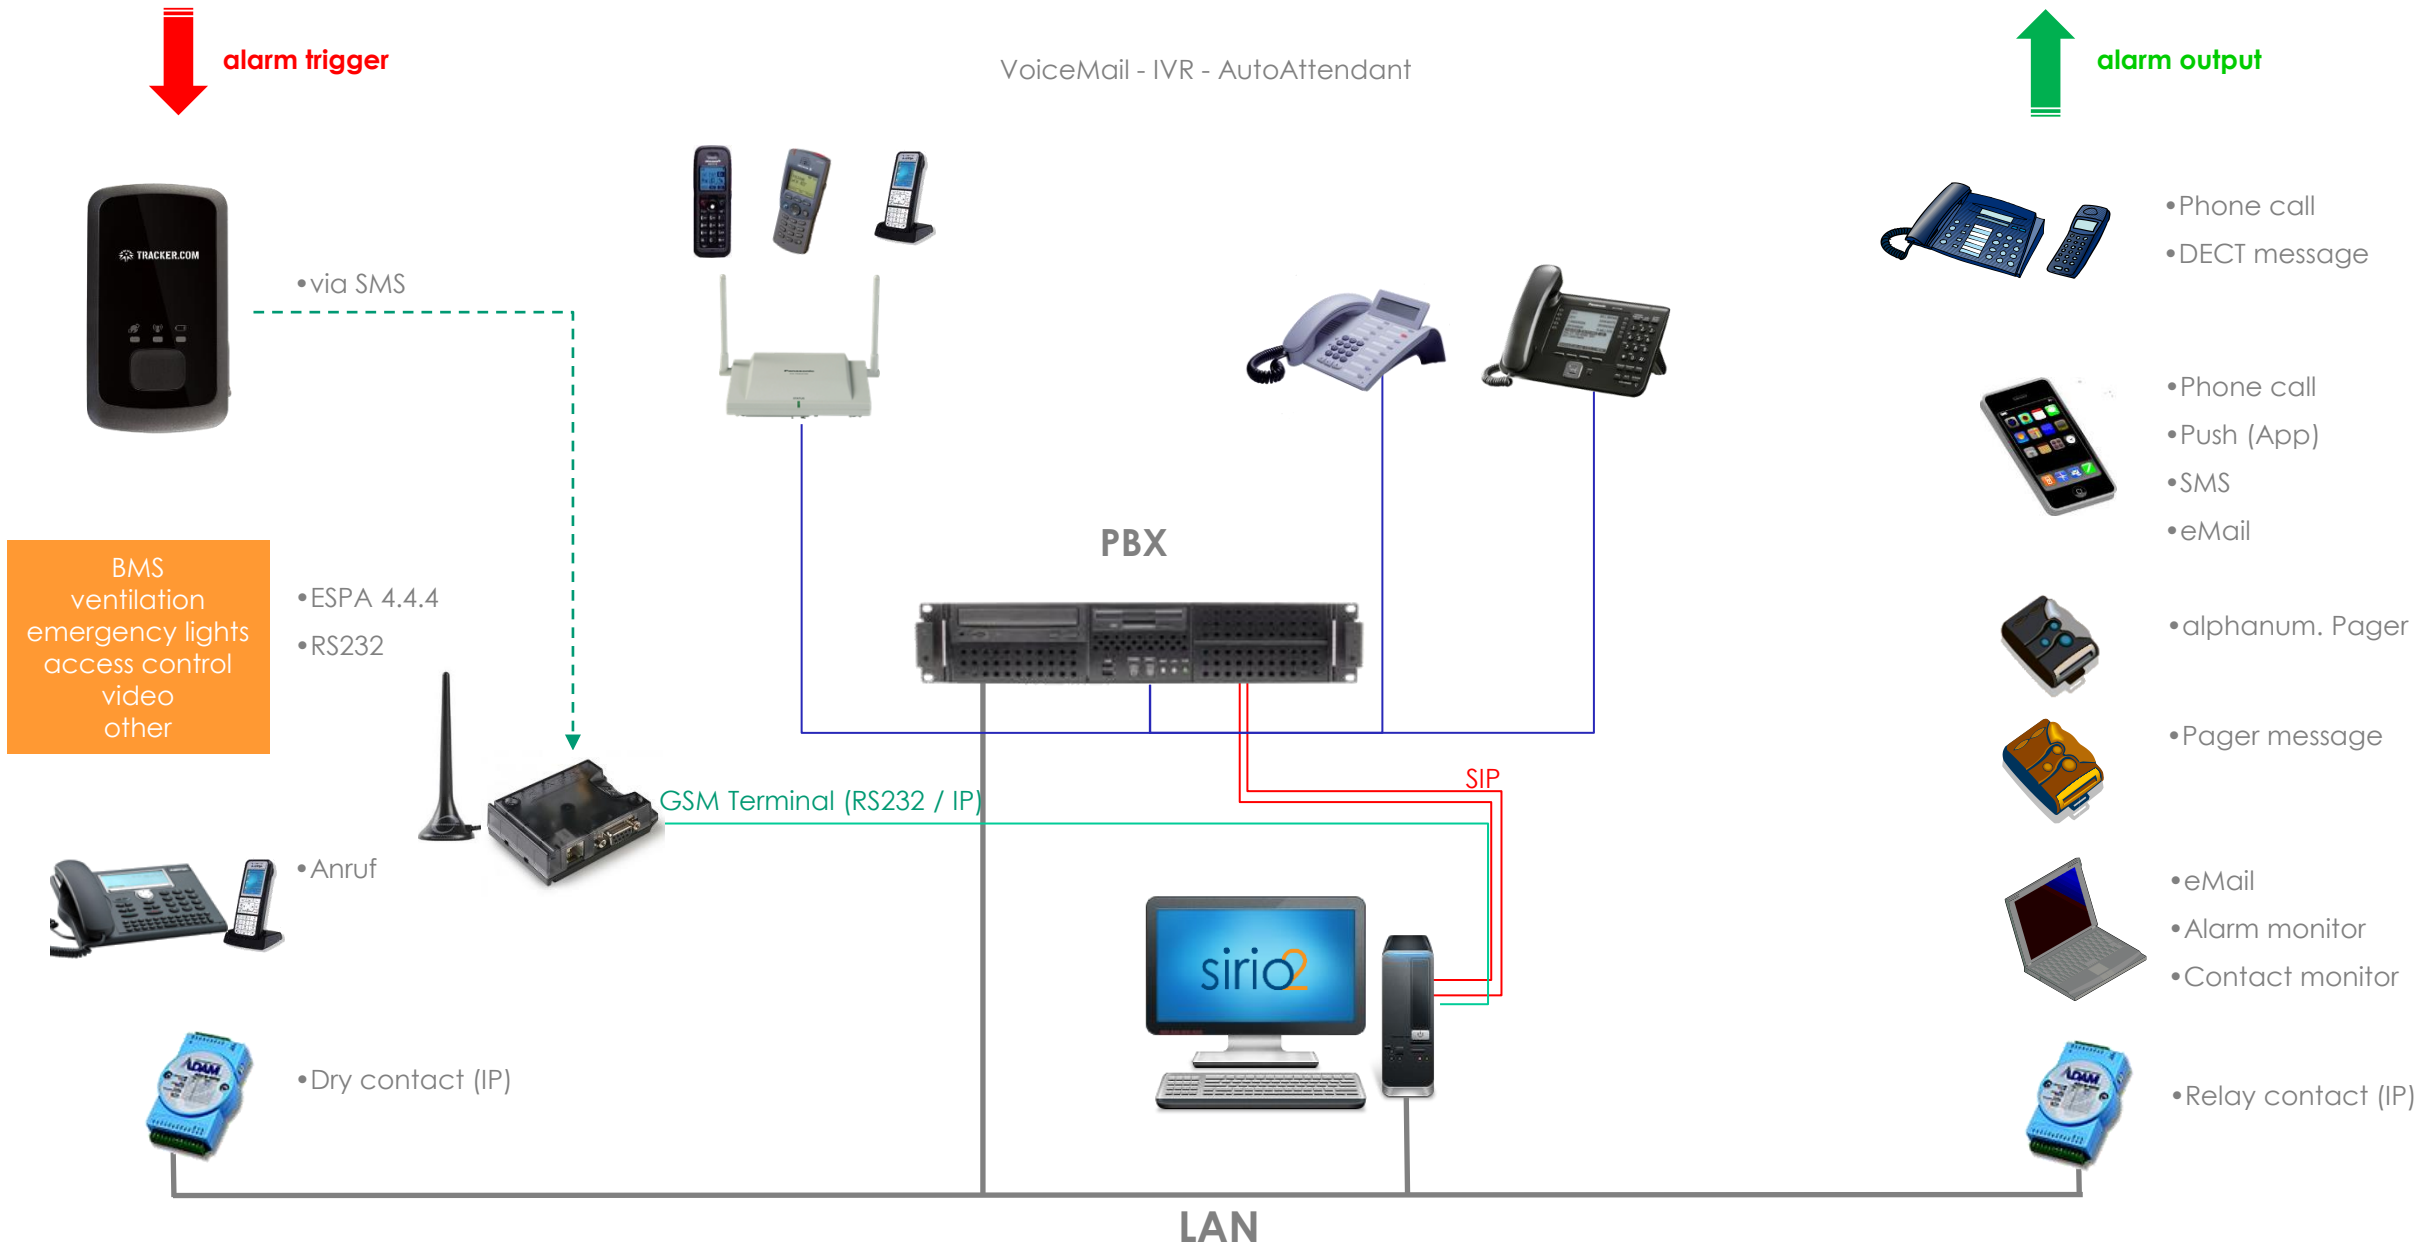 alarm trigger
VoiceMail - IVR - AutoAttendant
alarm output
TRACKER.COM
•via SMS
•Phone call
•DECT message
•Phone call
•Push (App)
•SMS
•eMail
PBX
BMS
ventilation
emergency lights
access control
video
other
•ESPA 4.4.4
•RS232
•alphanum. Pager
•Pager message
SIP
GSM Terminal (RS232 / IP)
•Anruf
•eMail
•Alarm monitor
•Contact monitor
sirio2
ADAM
•Dry contact (IP)
ADAM
•Relay contact (IP)
LAN